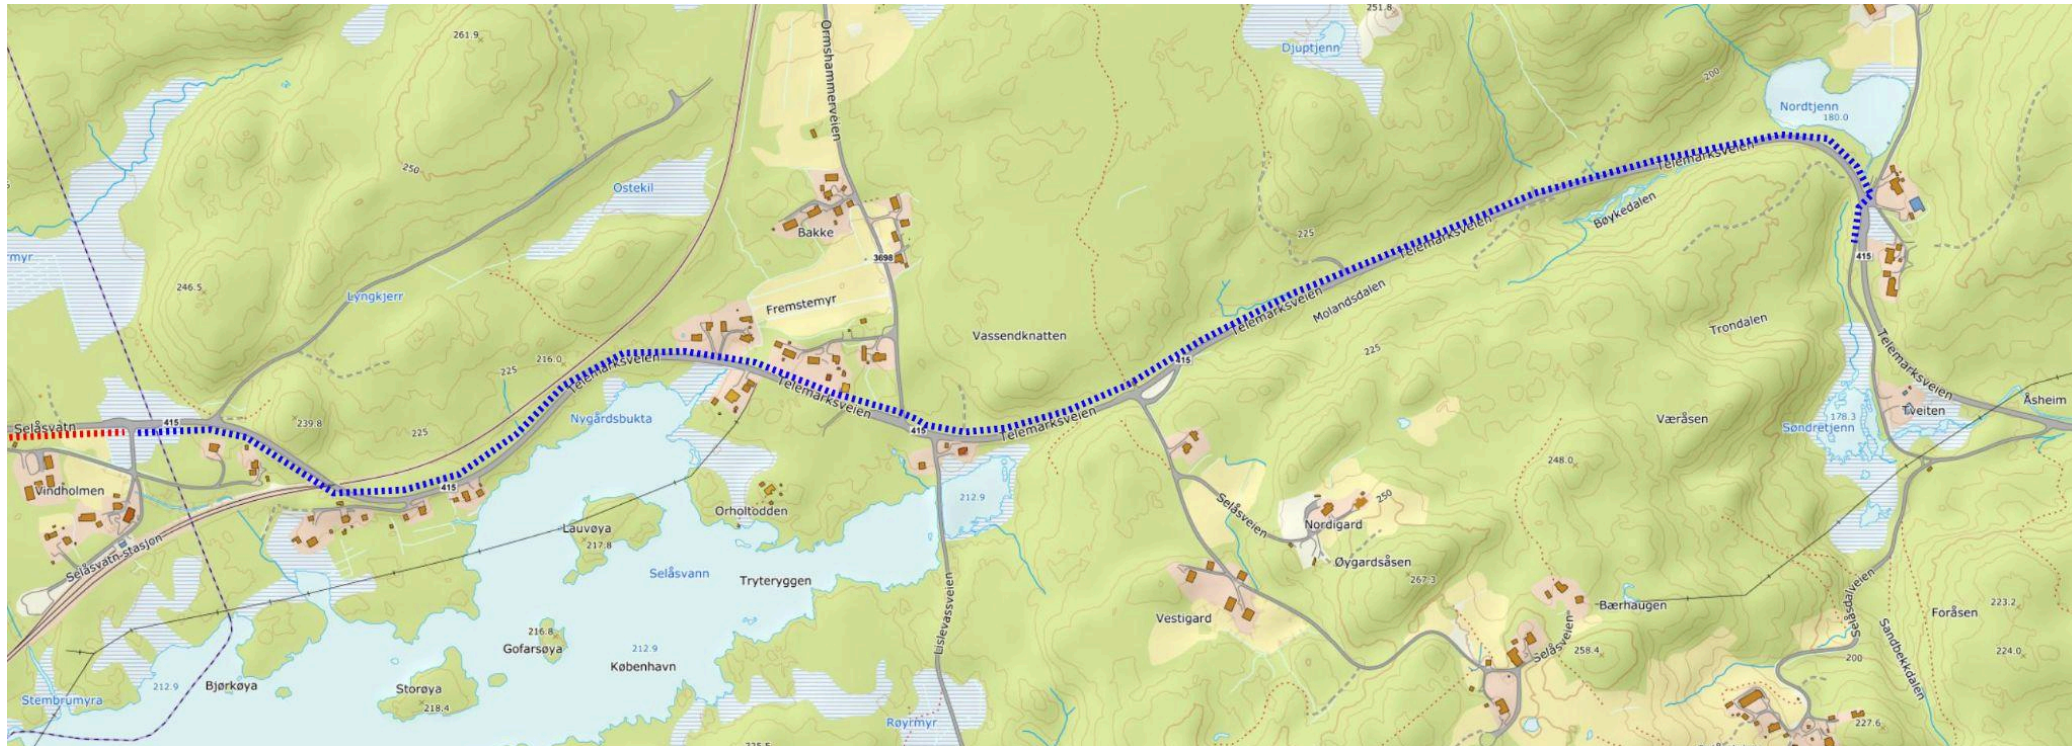 261.9
Ormshammerveien
251.8
Djuptjenn
200
Nordtjenn
180.0
250
Ostekil
Bakke
Bøykedalen
Telemarksveien
3698
225
Telemarksveien
415
myr
246.5
Lyngkjerr
Fremstemyr
Molandsdalen
Telemarksveien
Vassendknatten
Trondalen
216.0
225
Telemarksveien
225
415
Telemarksveien
Telemarksveien
Nygårdsbukta
Telemarksveien
Væråsen
178.3
Tveiten
Åsheim
Søndretjenn
Selåsvatn
415
239.8
225
415
Telemarksveien
248.0
Vindholmen
415
212.9
250
Orholtodden
Selåsveien
Nordigard
Lauvøya
217.8
Selåsvatn stasjon
Selåsvann
Tryteryggen
Øygardsåsen
267.3
Bærhaugen
Lislevassveien
Vestigard
Selåsdalveien
Foråsen
223.2
216.8
Gofarsøya
212.9
København
Selåsveien
258.4
Sandbekkdalen
200
224.0
Stembrumyra
212.9
Bjørkøya
Storøya
218.4
Røyrmyr
227.6